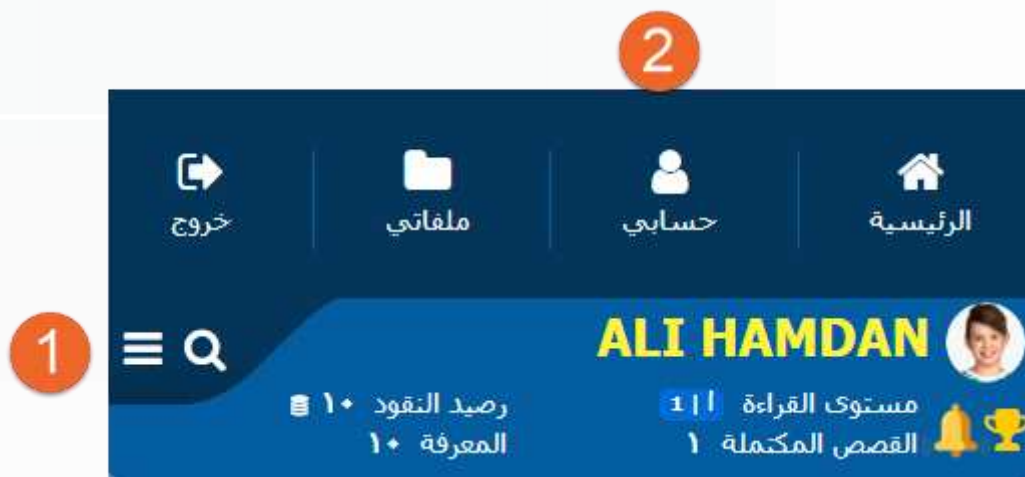 2
الرئيسية
حسابي
ملفاتي
خروج
1
ALI HAMDAN
مستوى القراءة أ|1 رصيد النقود ١٠
القصص المكتملة ١ المعرفة ١٠